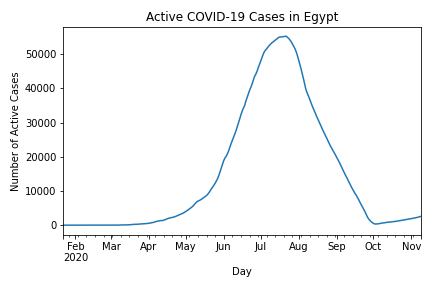 Active COVID-19 Cases in Egypt
Number of Active Cases
50000
40000
30000
20000
10000
0
Feb Mar Apr May Jun Jul Aug Sep Oct Nov
2020
Day